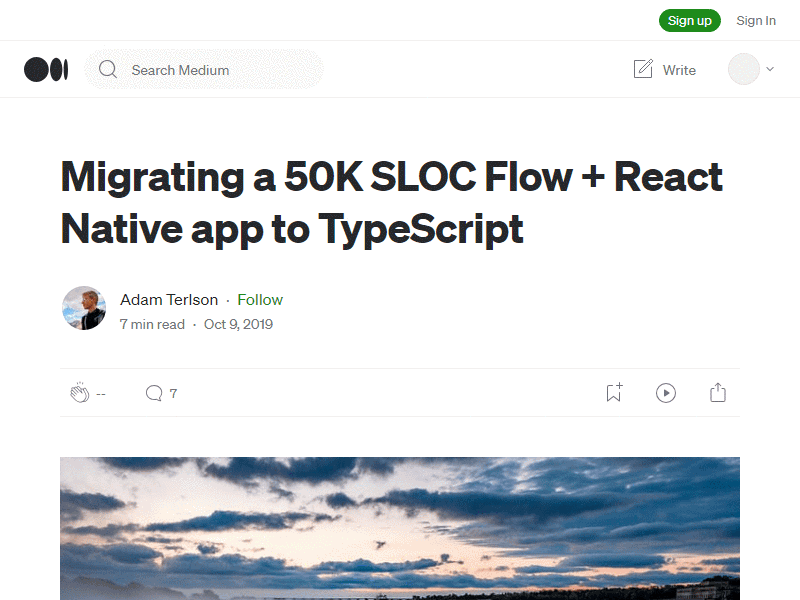 Sign up
Sign In
Search Medium
Write
Migrating a 50K SLOC Flow + React
Native app to TypeScript
Adam Terlson · Follow
7 min read · Oct 9, 2019
--
7